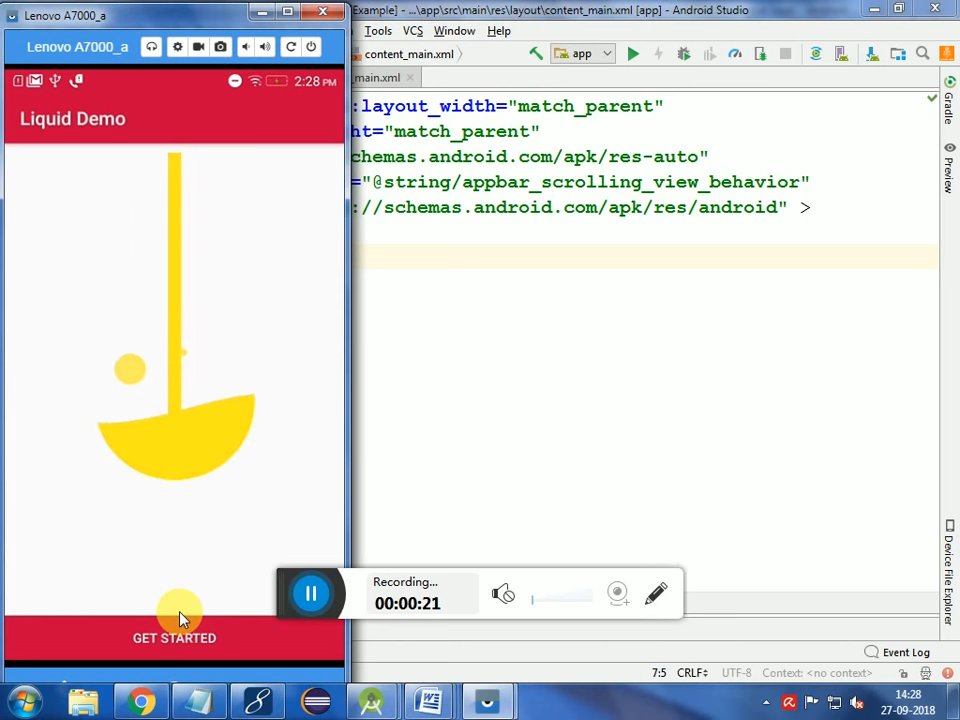 Lenovo A7000_a
Lenovo A7000_a
2:28 PM
Liquid Demo
GET STARTED
Example] - ...\app\src\main\res\layout\content_main.xml [app] - Android Studio
Tools VCS Window Help
content_main.xml
app
_main.xml
:layout_width="match_parent"
ht="match_parent"
chemas.android.com/apk/res-auto"
="@string/appbar_scrolling_view_behavior"
://schemas.android.com/apk/res/android" >
Gradle
Preview
Device File Explorer
Recording...
00:00:21
Event Log
7:5 CRLF UTF-8 Context: <no context>
14:28
27-09-2018